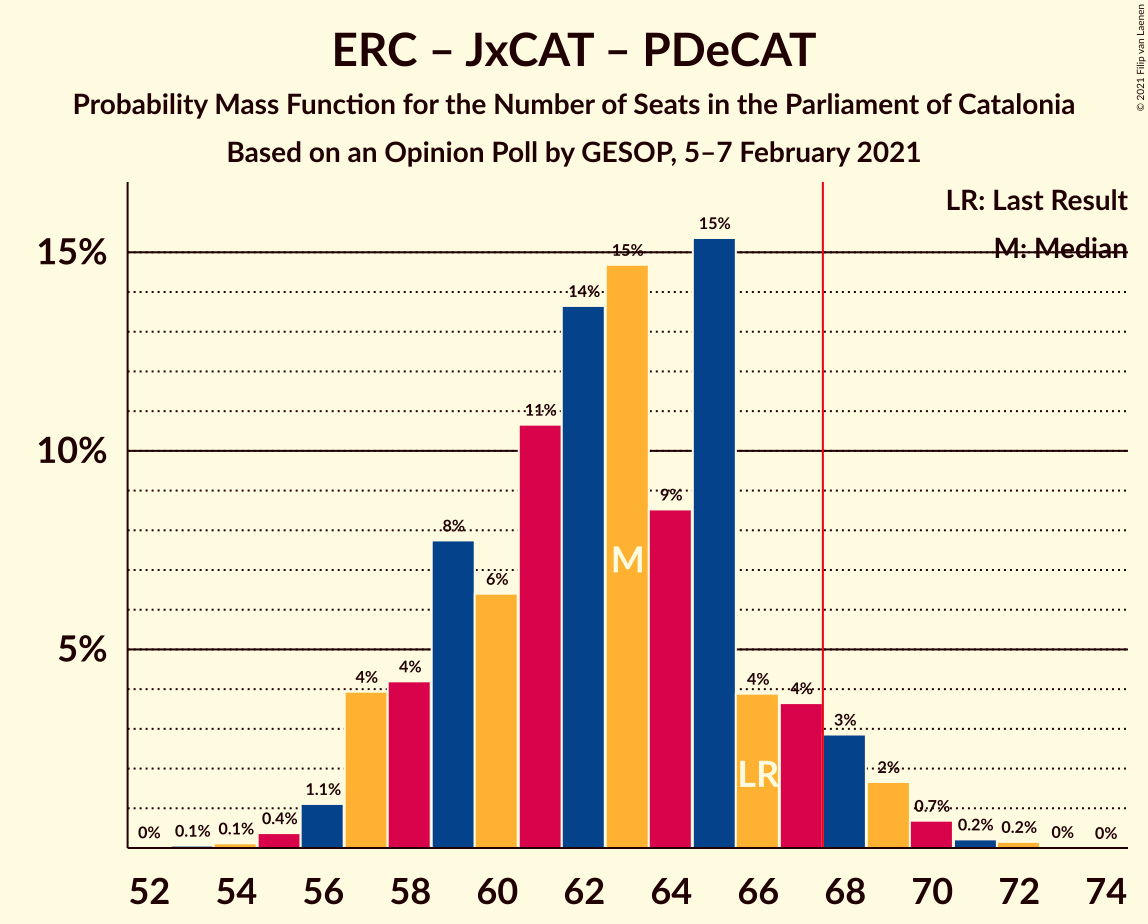 ERC – JxCAT – PDeCAT
Probability Mass Function for the Number of Seats in the Parliament of Catalonia
Based on an Opinion Poll by GESOP, 5–7 February 2021
© 2021 Filip van Laenen
LR: Last Result
M: Median
15%
10%
5%
0%
0.1%
0.1%
0.4%
1.1%
4%
4%
8%
6%
11%
14%
15%
9%
15%
4%
4%
3%
2%
0.7%
0.2%
0.2%
0%
0%
M
LR
52 54 56 58 60 62 64 66 68 70 72 74